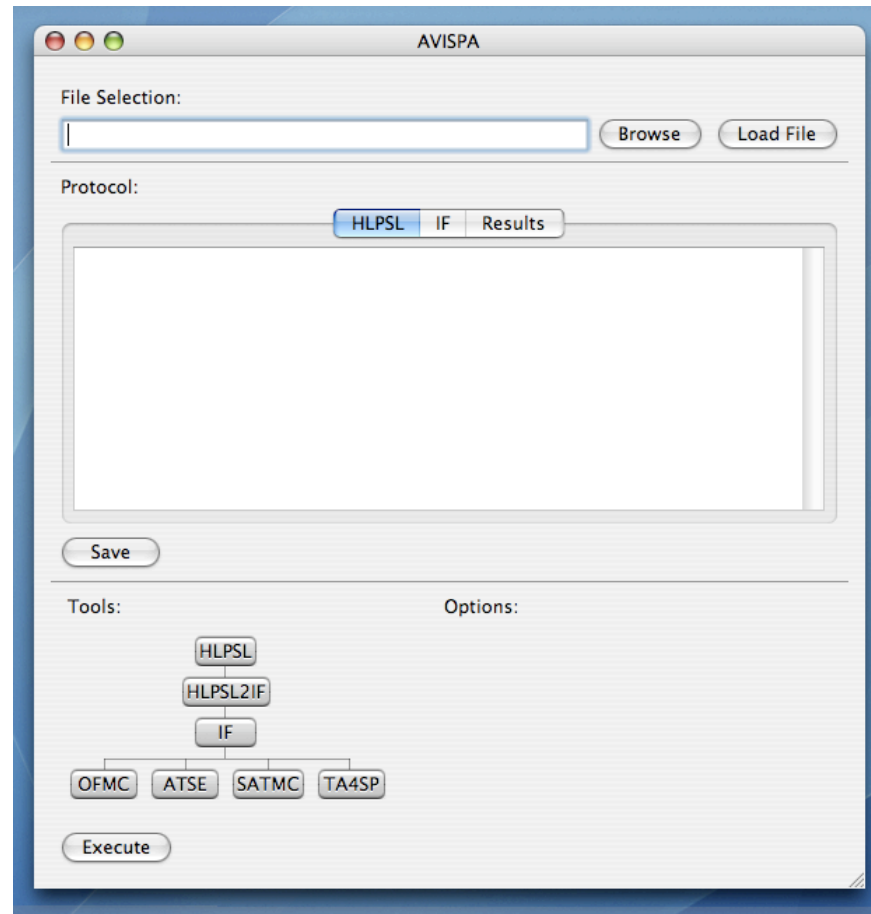 AVISPA
File Selection:
Browse Load File
Protocol:
HLPSL IF Results
Save
Tools: Options:
HLPSL
HLPSL2IF
IF
OFMC ATSE SATMC TA4SP
Execute